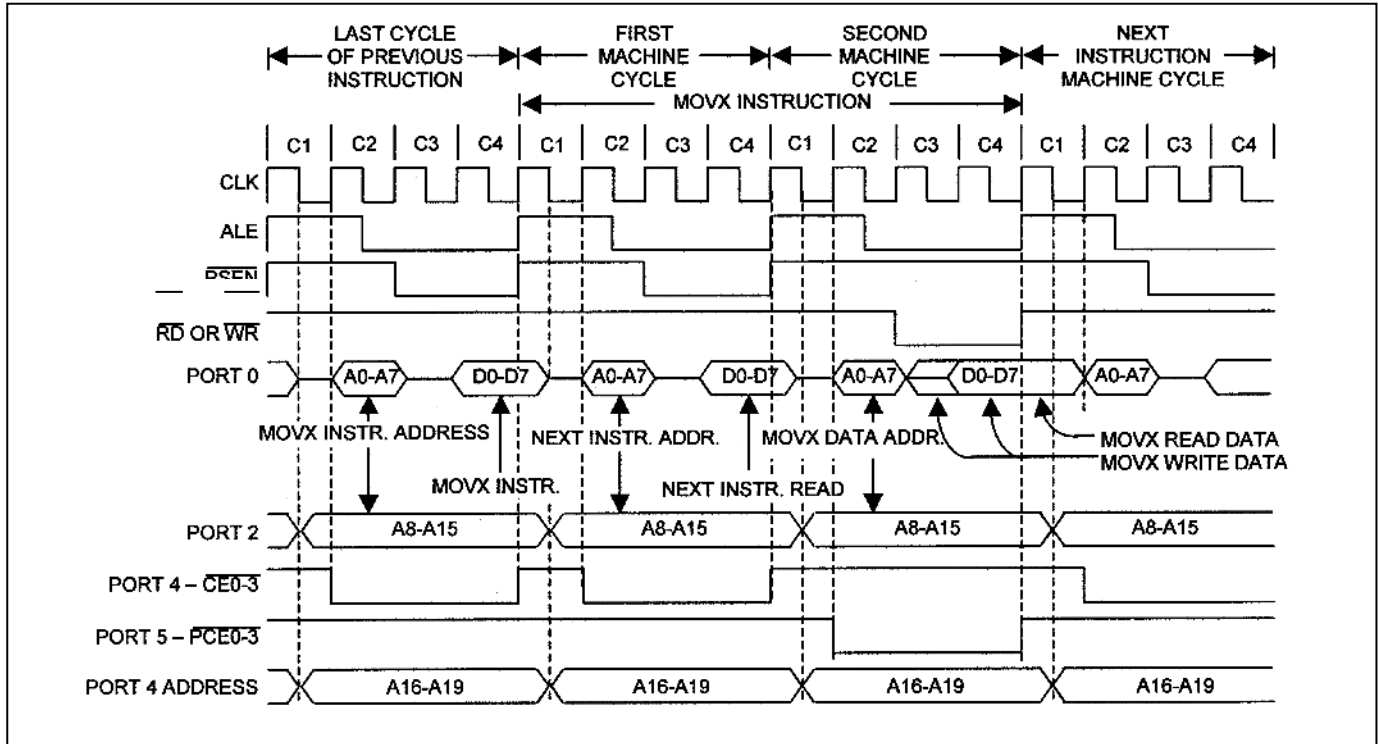 LAST CYCLE
OF PREVIOUS
INSTRUCTION
FIRST
MACHINE
CYCLE
SECOND
MACHINE
CYCLE
NEXT
INSTRUCTION
MACHINE CYCLE
MOVX INSTRUCTION
C1 C2 C3 C4 C1 C2 C3 C4 C1 C2 C3 C4 C1 C2 C3 C4
CLK
ALE
PSEN
RD OR WR
PORT 0 A0-A7 D0-D7 A0-A7 D0-D7 A0-A7 D0-D7 A0-A7
MOVX INSTR. ADDRESS NEXT INSTR. ADDR. MOVX DATA ADDR. MOVX READ DATA
MOVX WRITE DATA
MOVX INSTR. NEXT INSTR. READ
PORT 2 A8-A15 A8-A15 A8-A15 A8-A15
PORT 4 – CE0-3
PORT 5 – PCE0-3
PORT 4 ADDRESS A16-A19 A16-A19 A16-A19 A16-A19